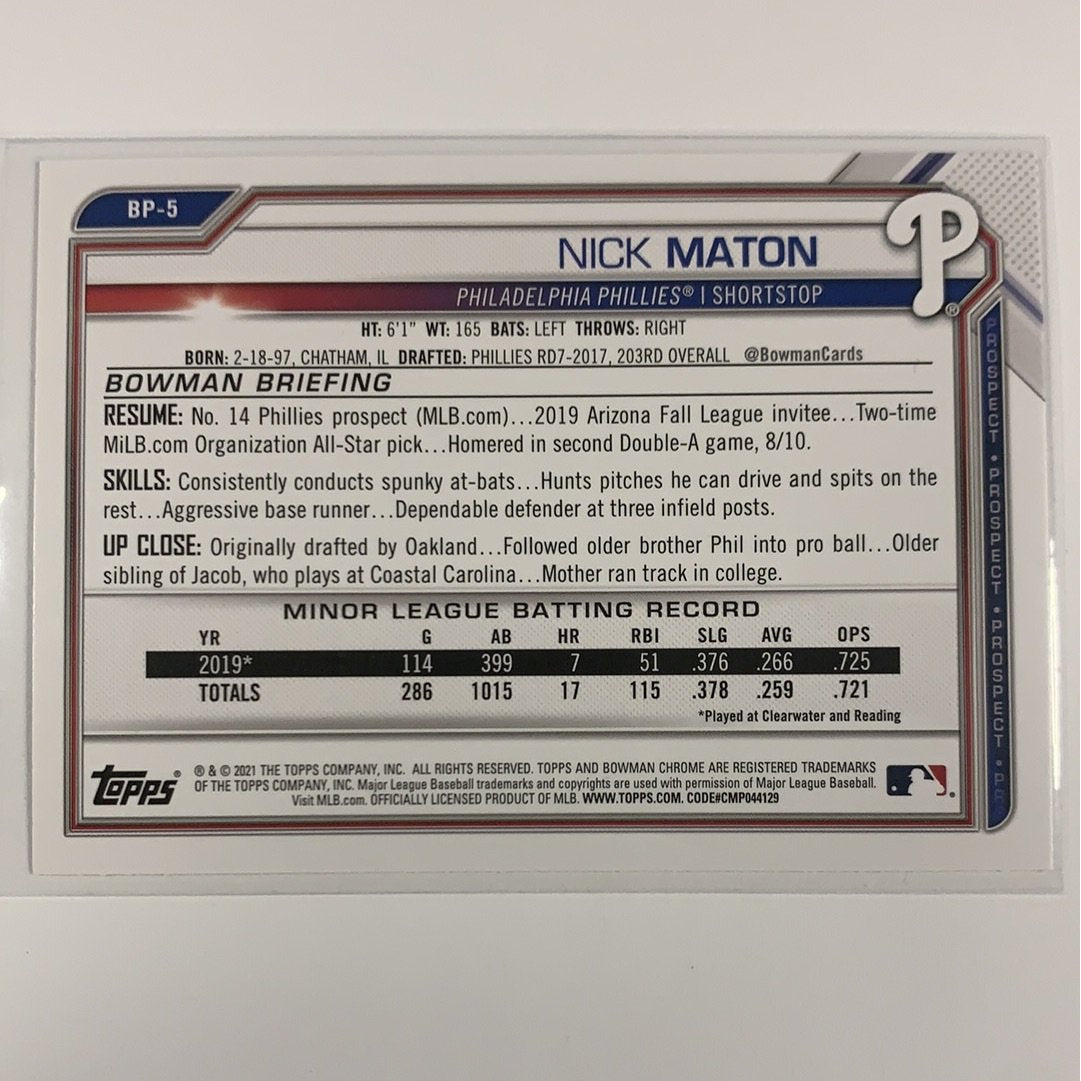 BP-5
NICK MATON
P
®
PHILADELPHIA PHILLIES® | SHORTSTOP
HT: 6'1" WT: 165 BATS: LEFT THROWS: RIGHT
BORN: 2-18-97, CHATHAM, IL DRAFTED: PHILLIES RD7-2017, 203RD OVERALL @BowmanCards
BOWMAN BRIEFING
RESUME: No. 14 Phillies prospect (MLB.com)...2019 Arizona Fall League invitee...Two-time
MiLB.com Organization All-Star pick...Homered in second Double-A game, 8/10.
SKILLS: Consistently conducts spunky at-bats...Hunts pitches he can drive and spits on the
rest...Aggressive base runner...Dependable defender at three infield posts.
UP CLOSE: Originally drafted by Oakland...Followed older brother Phil into pro ball...Older
sibling of Jacob, who plays at Coastal Carolina...Mother ran track in college.
MINOR LEAGUE BATTING RECORD
YR G AB HR RBI SLG AVG OPS
2019* 114 399 7 51 .376 .266 .725
TOTALS 286 1015 17 115 .378 .259 .721
*Played at Clearwater and Reading
TOPPS®
® & © 2021 THE TOPPS COMPANY, INC. ALL RIGHTS RESERVED. TOPPS AND BOWMAN CHROME ARE REGISTERED TRADEMARKS
OF THE TOPPS COMPANY, INC. Major League Baseball trademarks and copyrights are used with permission of Major League Baseball.
Visit MLB.com. OFFICIALLY LICENSED PRODUCT OF MLB. WWW.TOPPS.COM. CODE#CMP044129
PROSPECT • PROSPECT • PROSPECT • PR